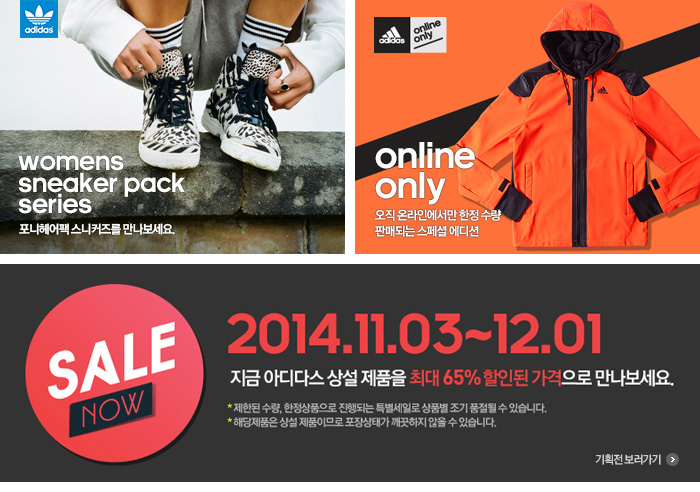 adidas
womens
sneaker pack
series
포니헤어팩 스니커즈를 만나보세요.
adidas
online
only
adidas
online
only
오직 온라인에서만 한정 수량
판매되는 스페셜 에디션
SALE
NOW
2014.11.03~12.01
지금 아디다스 상설 제품을 최대 65% 할인된 가격으로 만나보세요.
* 제한된 수량, 한정상품으로 진행되는 특별세일로 상품별 조기 품절될 수 있습니다.
* 해당제품은 상설 제품이므로 포장상태가 깨끗하지 않을 수 있습니다.
기획전 보러가기